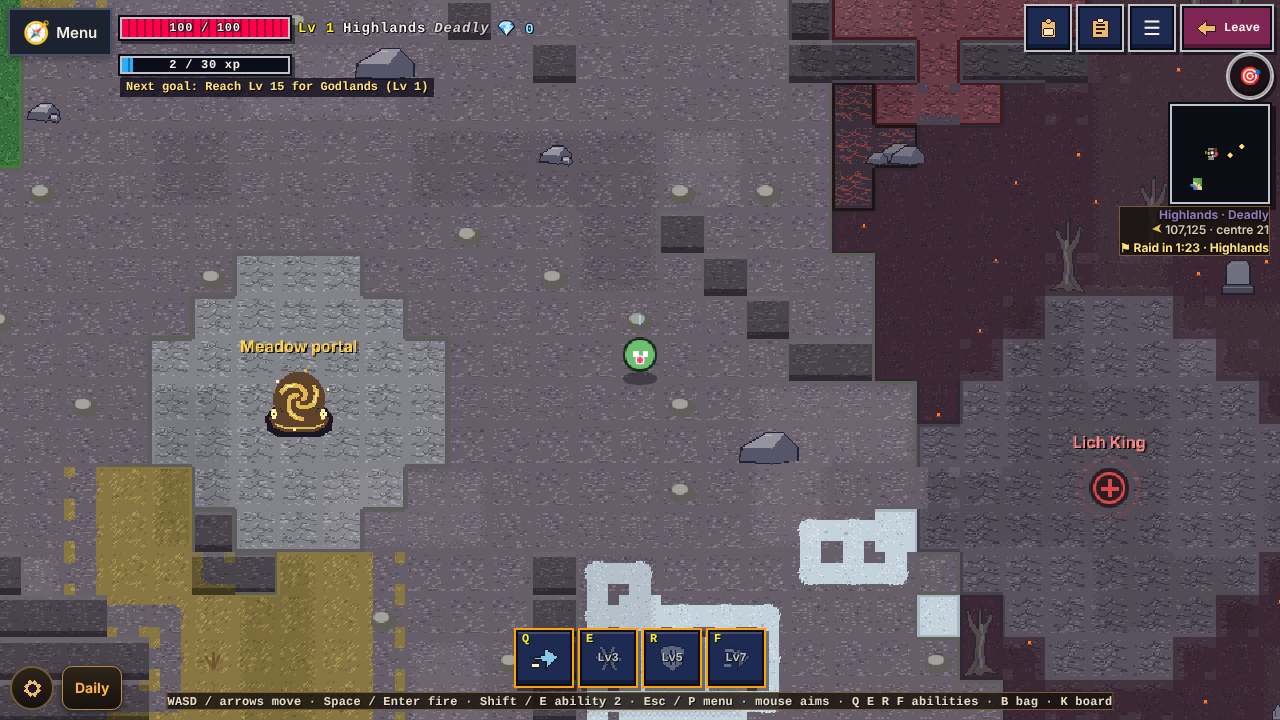 Menu
100 / 100
Lv 1 Highlands Deadly 0
2 / 30 xp
Next goal: Reach Lv 15 for Godlands (Lv 1)
Leave
Highlands · Deadly
107,125 · centre 21
Raid in 1:23 · Highlands
Meadow portal
Lich King
Q
E
Lv3
R
Lv5
F
Lv7
Daily
WASD / arrows move · Space / Enter fire · Shift / E ability 2 · Esc / P menu · mouse aims · Q E R F abilities · B bag · K board